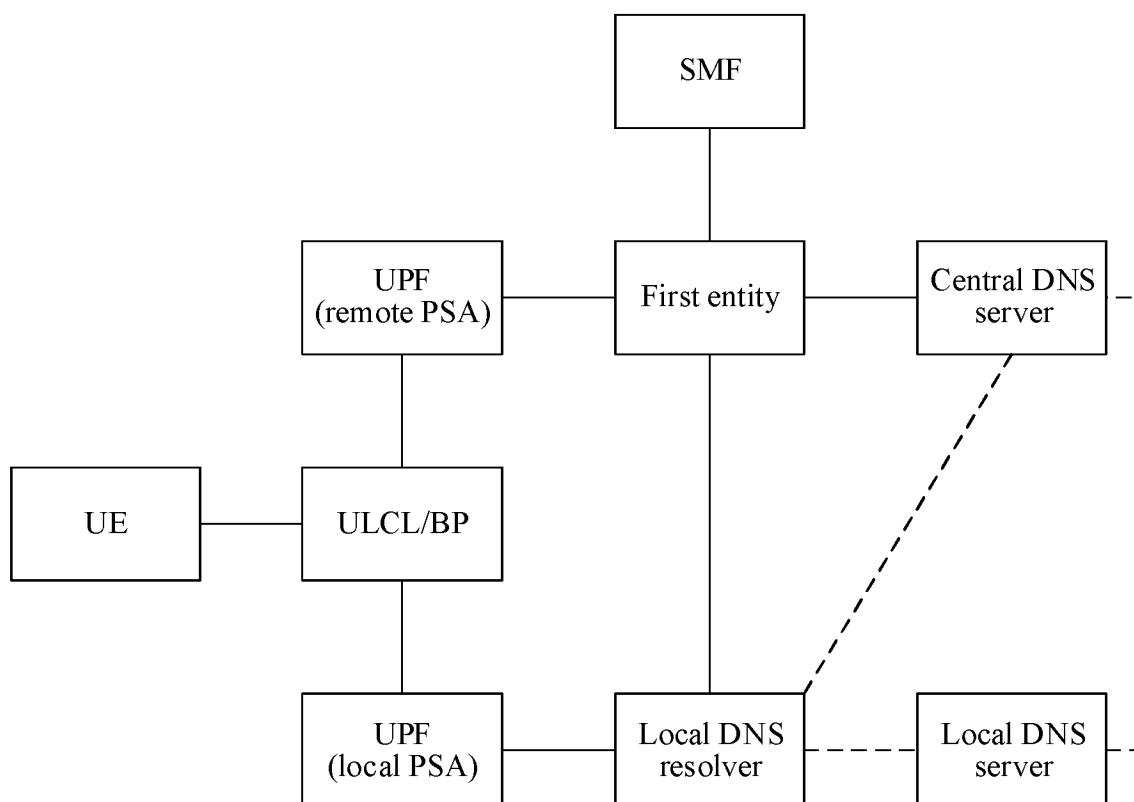 SMF
UPF
(remote PSA)
First entity
Central DNS
server
UE
ULCL/BP
UPF
(local PSA)
Local DNS
resolver
Local DNS
server